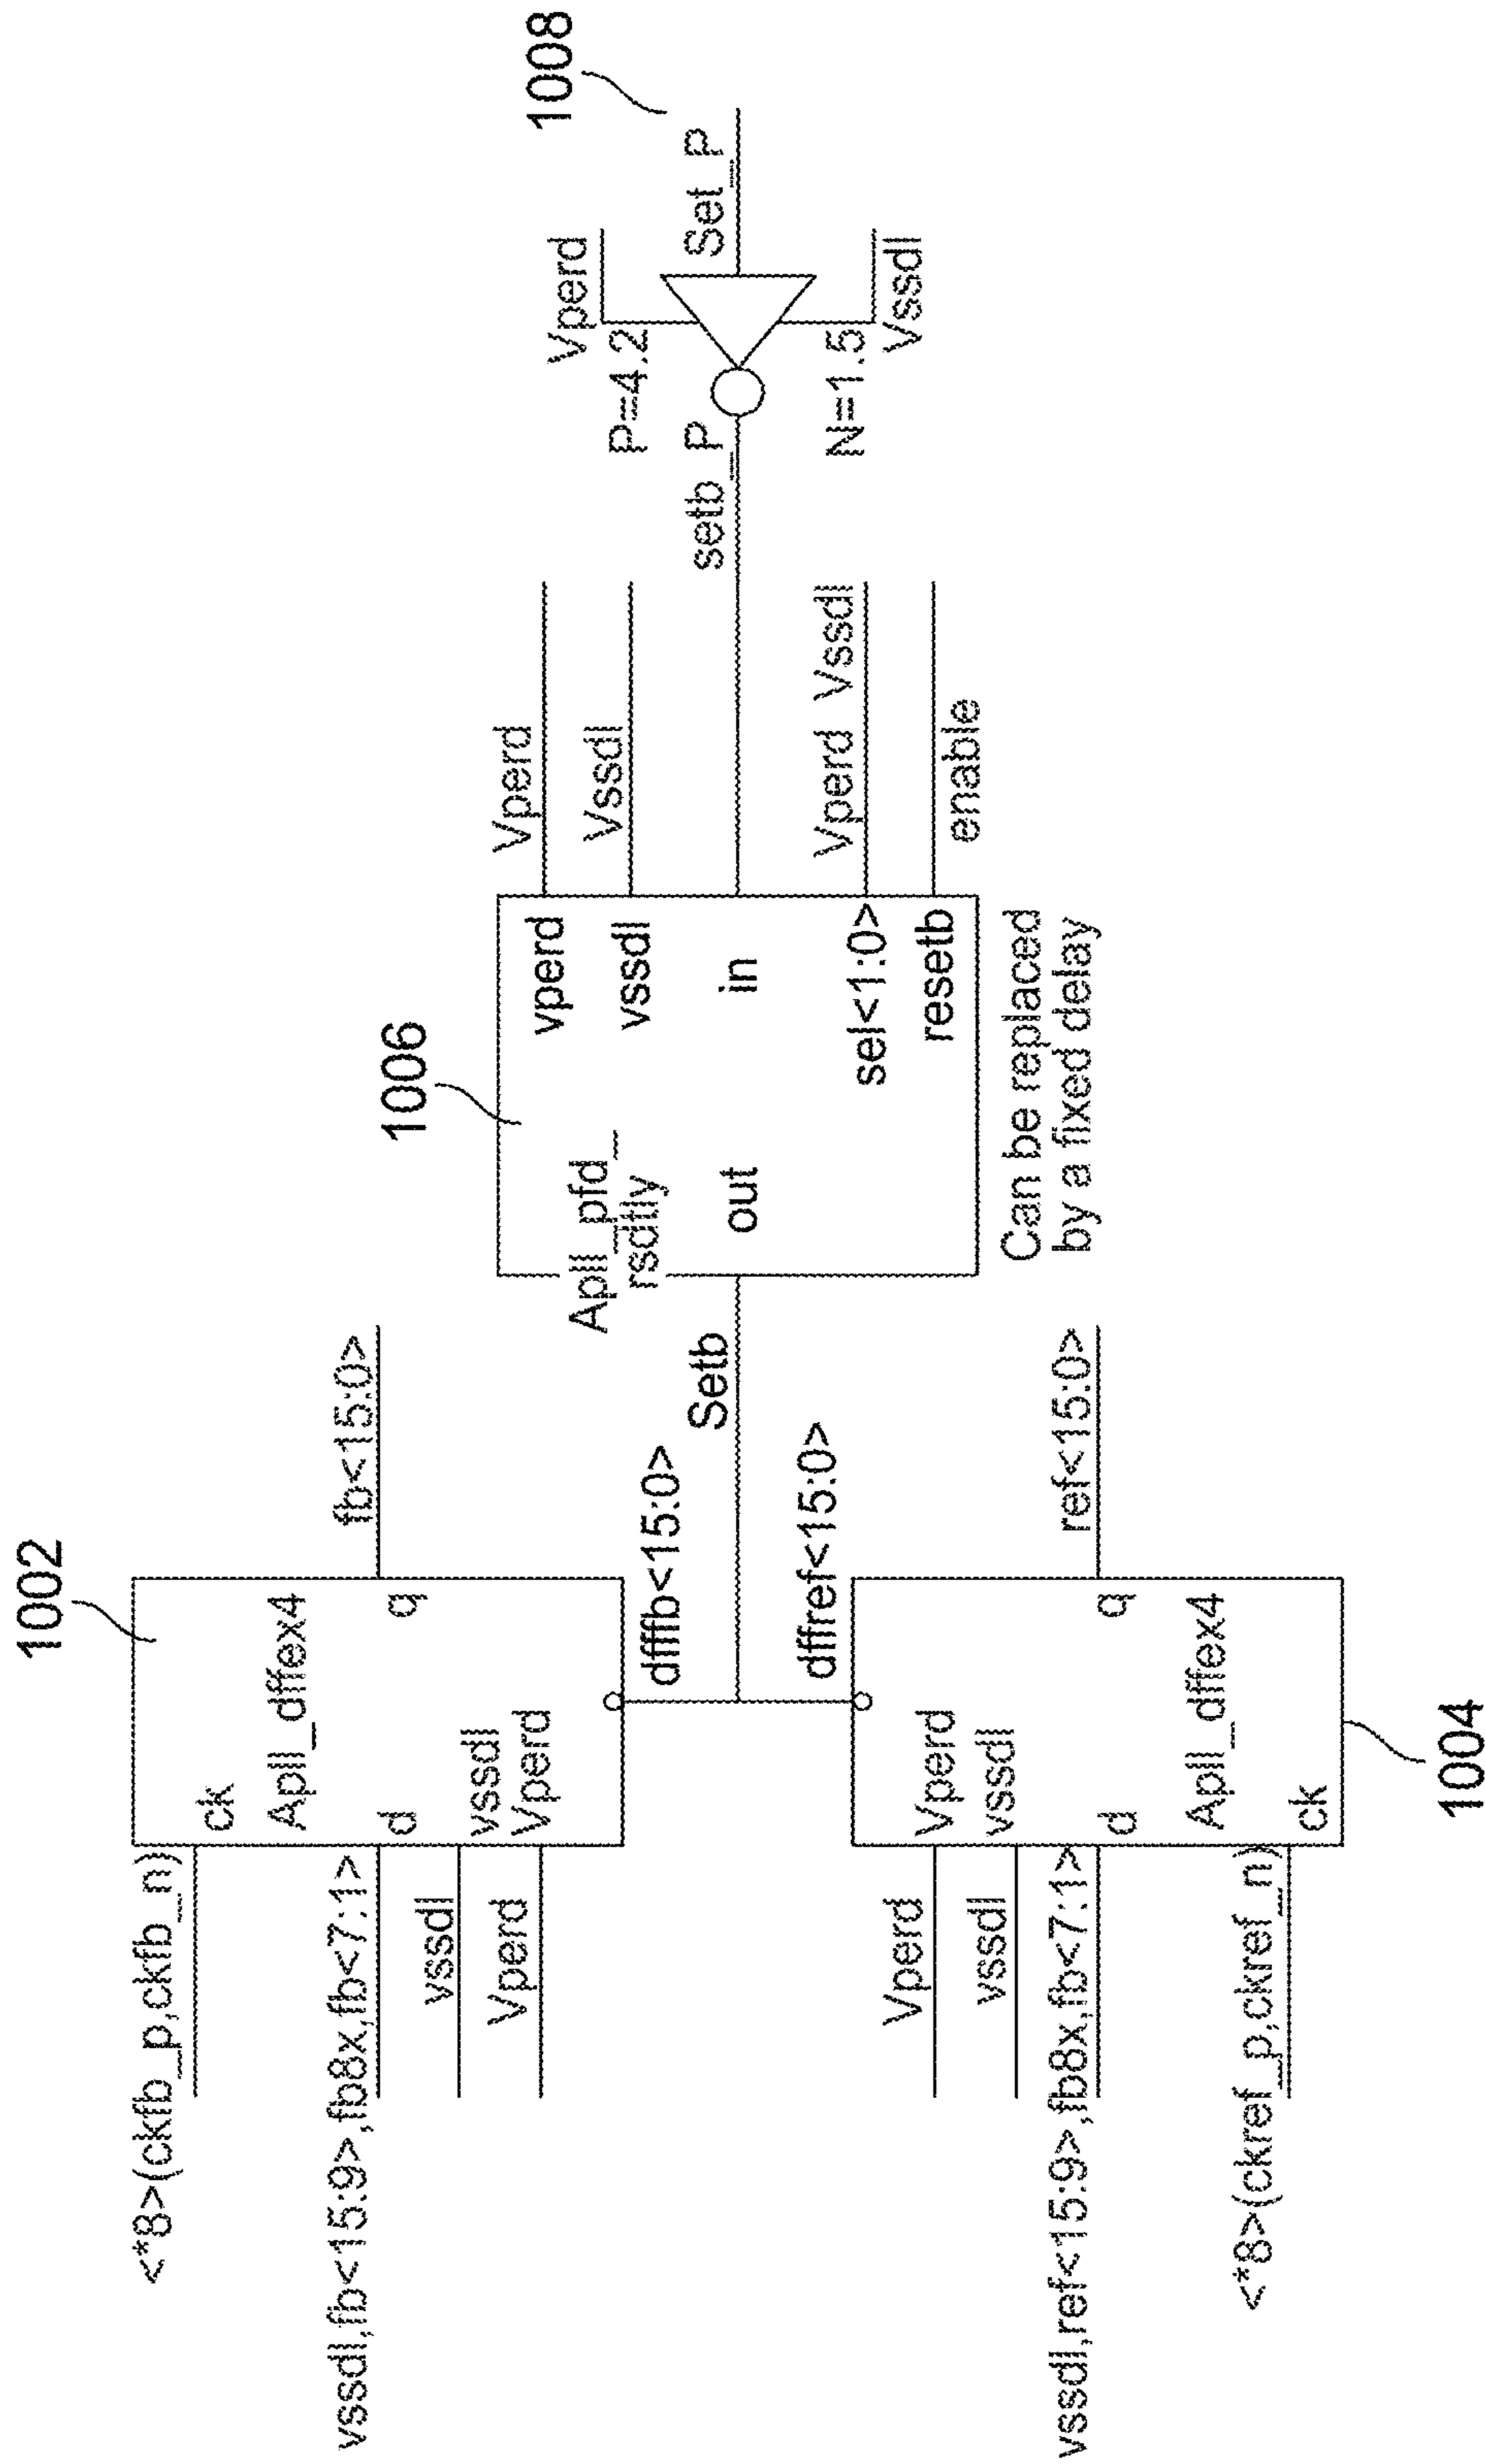 1002
<*8>(ckfb_p,ckfb_n)
ck
Apll_dffex4
vssdl,fb<15:9>,fb8x,fb<7:1>
d
q
fb<15:0>
vssdl
vssdl
Vperd
Vperd
dfffb<15:0>
Setb
dffref<15:0>
Vperd
Vperd
vssdl
vssdl
vssdl,ref<15:9>,fb8x,fb<7:1>
d
q
ref<15:0>
Apll_dffex4
<*8>(ckref_p,ckref_n)
ck
1004
1006
Apll_pfd_
rsdtly
out
vperd
vssdl
in
sel<1:0>
resetb
Vperd
Vssdl
setb_P
Vperd Vssdl
enable
Can be replaced
by a fixed delay
1008
Vperd
P=4.2
Set_P
N=1.5
Vssdl